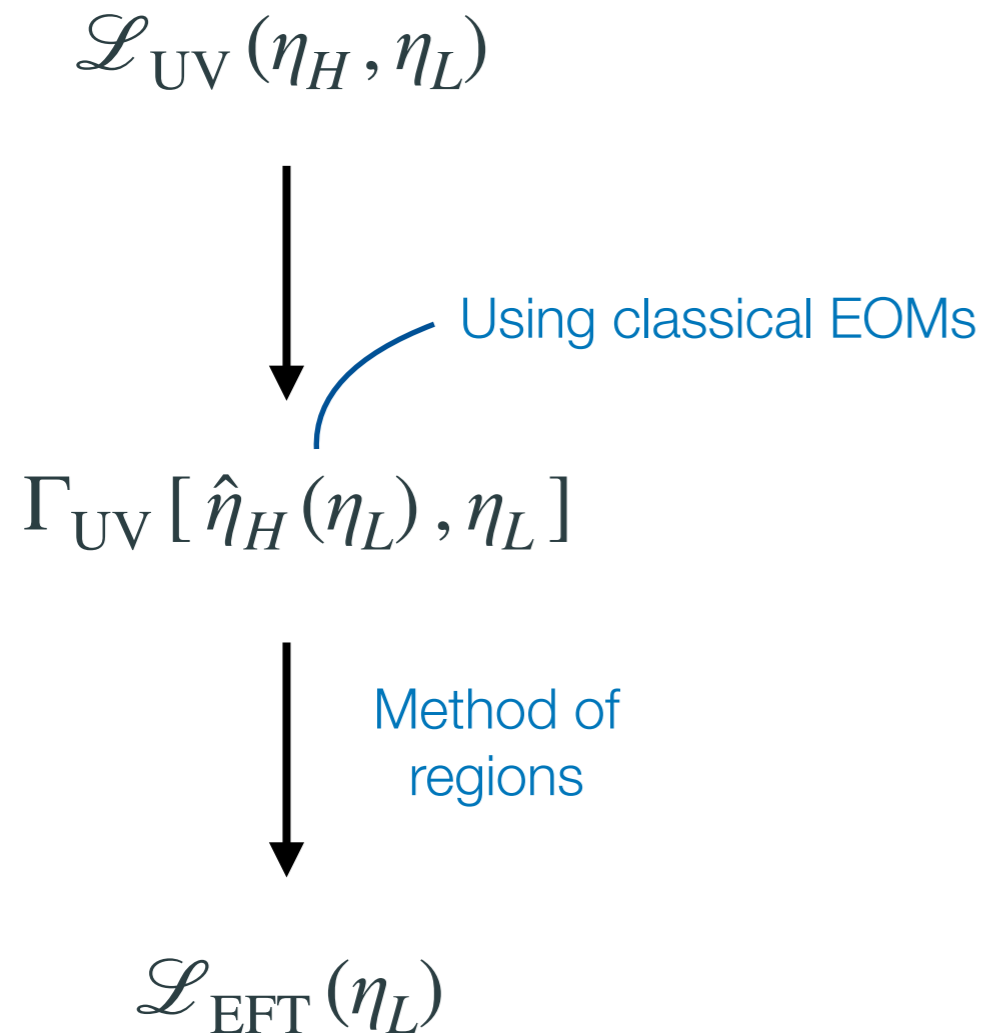 ℒ_UV (η_H , η_L)
Using classical EOMs
Γ_UV [ η̂_H (η_L) , η_L ]
Method of
regions
ℒ_EFT (η_L)